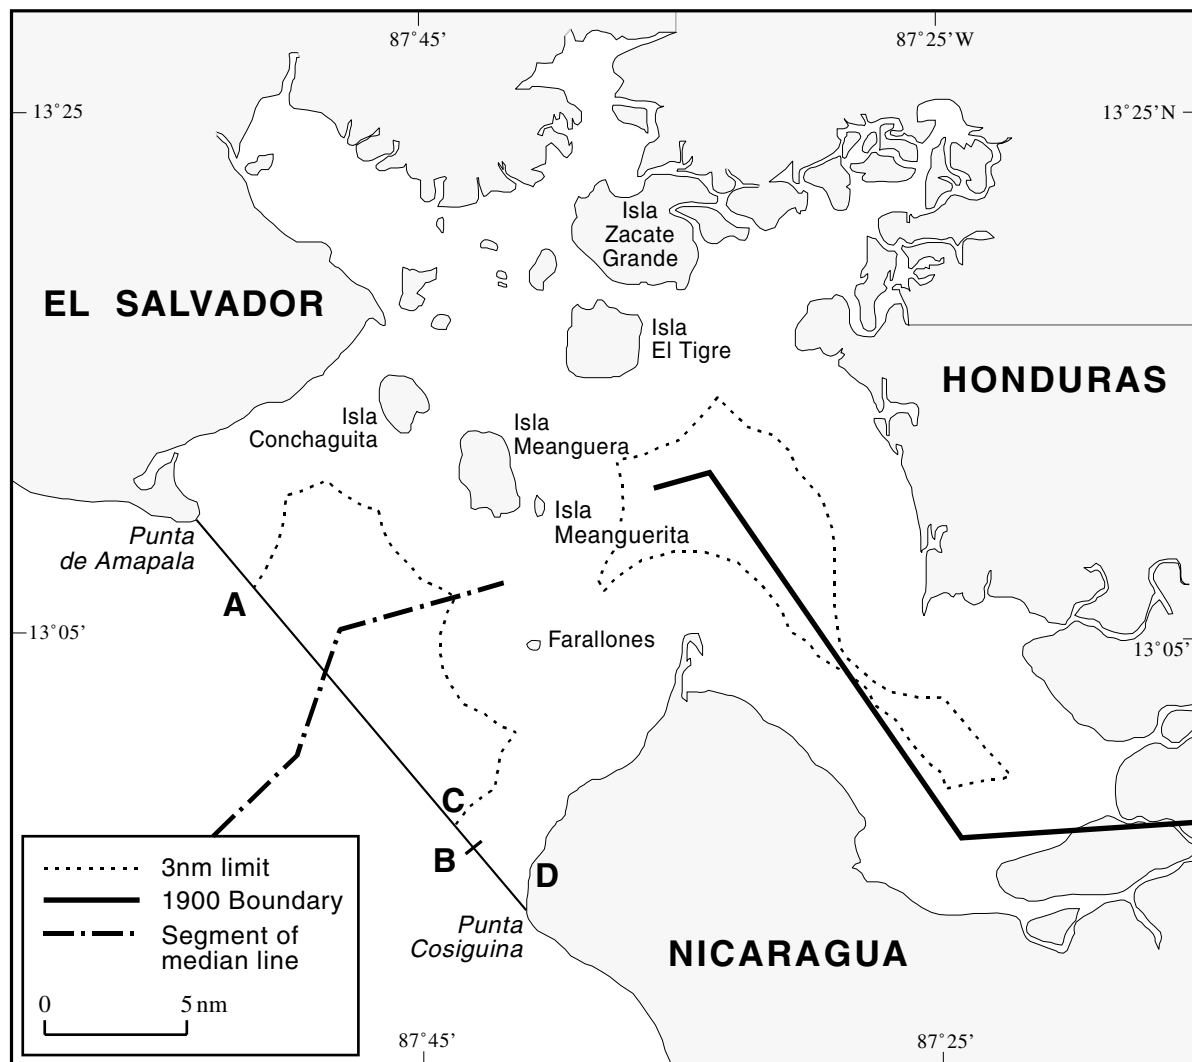 87°45'
87°25'W
13°25
13°25'N
Isla
Zacate
Grande
EL SALVADOR
Isla
El Tigre
HONDURAS
Isla
Conchaguita
Isla
Meanguera
Isla
Meanguerita
Punta
de Amapala
A
13°05'
Farallones
13°05'
C
B
D
3nm limit
1900 Boundary
Segment of
median line
0
5 nm
Punta
Cosiguina
NICARAGUA
87°45'
87°25'